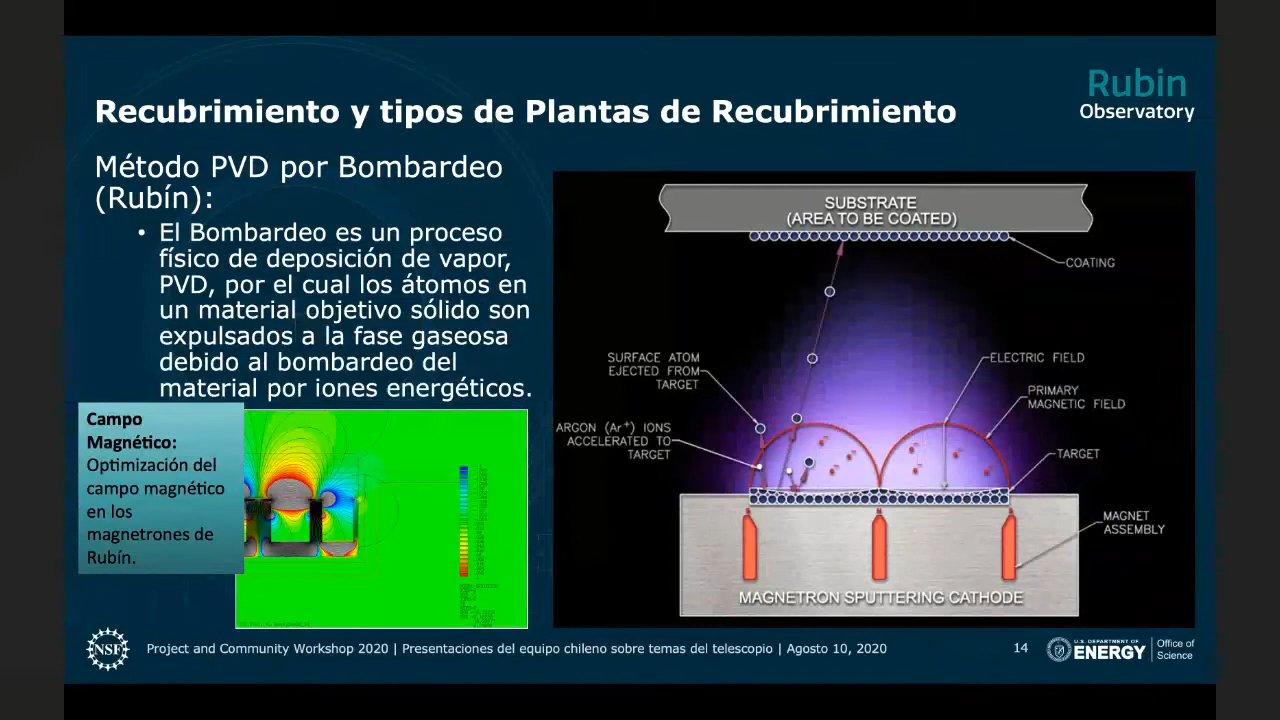 Rubin
Observatory
Recubrimiento y tipos de Plantas de Recubrimiento
Método PVD por Bombardeo
(Rubín):
• El Bombardeo es un proceso
físico de deposición de vapor,
PVD, por el cual los átomos en
un material objetivo sólido son
expulsados a la fase gaseosa
debido al bombardeo del
material por iones energéticos.
Campo
Magnético:
Optimización del
campo magnético
en los
magnetrones de
Rubín.
SUBSTRATE
(AREA TO BE COATED)
COATING
SURFACE ATOM
EJECTED FROM
TARGET
ELECTRIC FIELD
PRIMARY
MAGNETIC FIELD
ARGON (Ar+) IONS
ACCELERATED TO
TARGET
TARGET
MAGNET
ASSEMBLY
MAGNETRON SPUTTERING CATHODE
NSF
Project and Community Workshop 2020 | Presentaciones del equipo chileno sobre temas del telescopio | Agosto 10, 2020
14
U.S. DEPARTMENT OF
ENERGY
Office of
Science